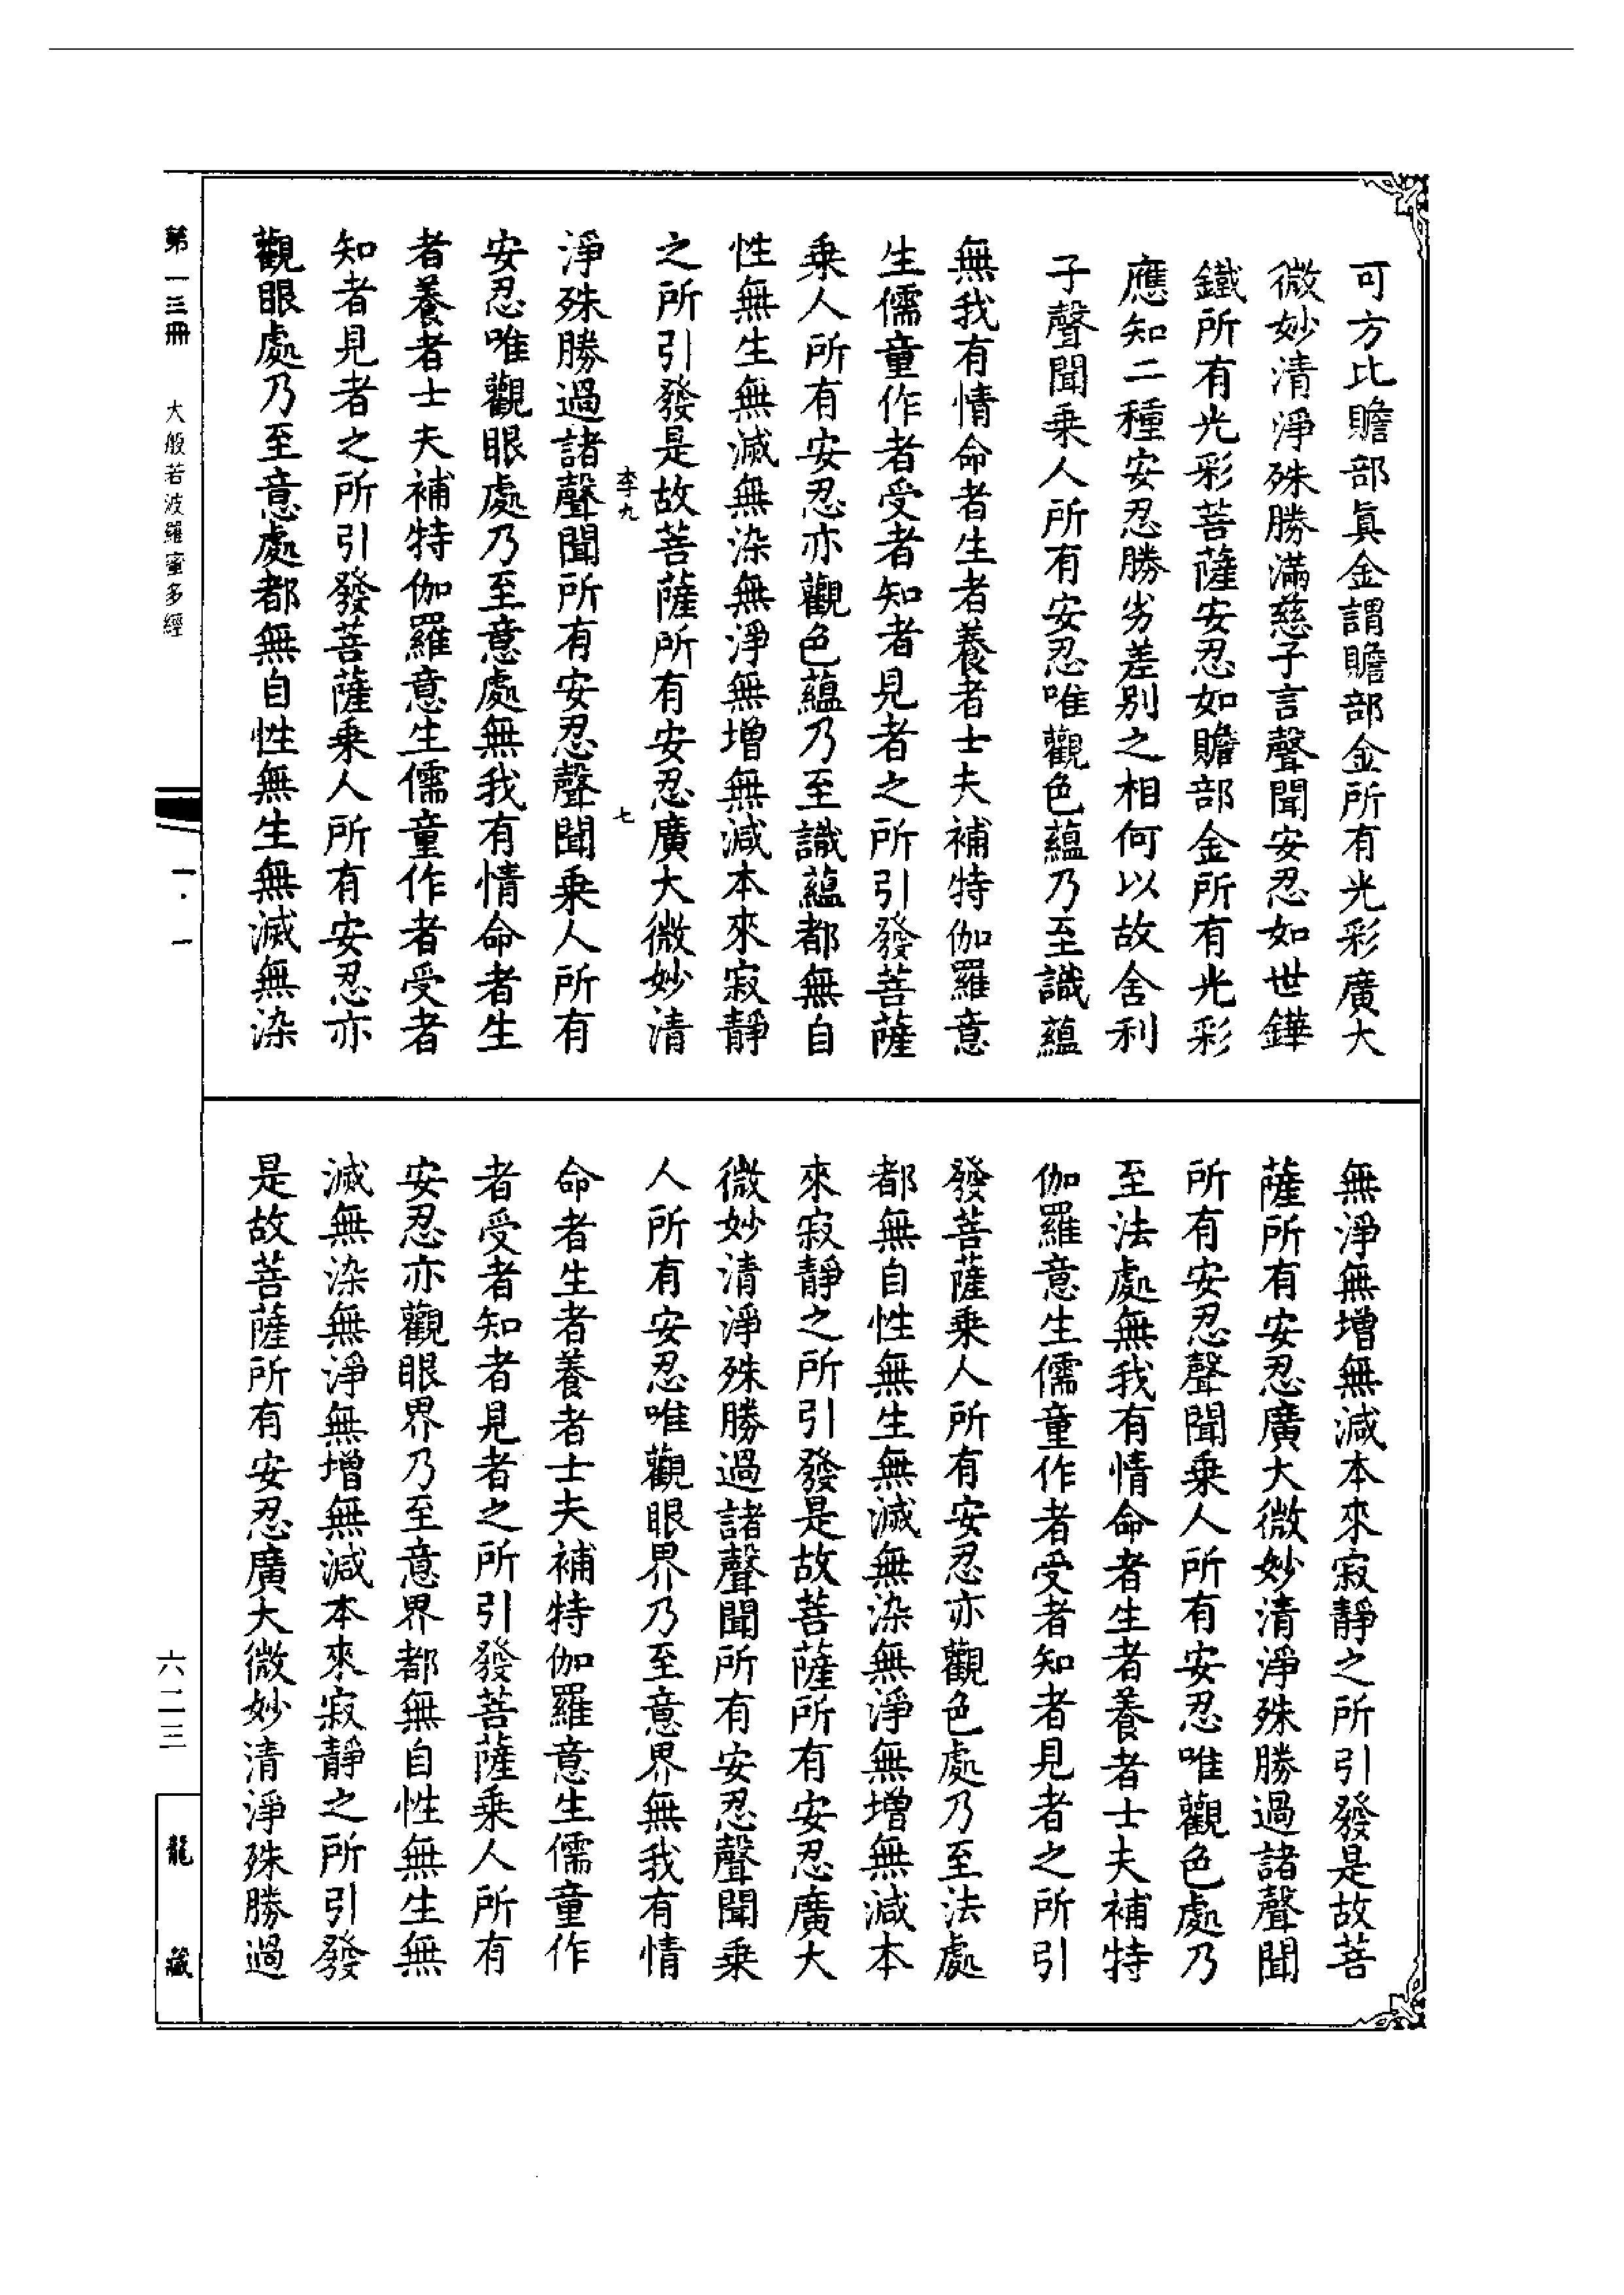 可方比贍部真金謂贍部金所有光彩廣大
微妙清淨殊勝滿慈子言聲聞安忍如世鏵
鐵所有光彩菩薩安忍如贍部金所有光彩
應知二種安忍勝劣差別之相何以故舍利
子聲聞乘人所有安忍唯觀色蘊乃至識蘊
無我有情命者生者養者士夫補特伽羅意
生儒童作者受者知者見者之所引發菩薩
乘人所有安忍亦觀色蘊乃至識蘊都無自
性無生無滅無染無淨無增無減本來寂靜
之所引發是故菩薩所有安忍廣大微妙清
李九 七
淨殊勝過諸聲聞所有安忍聲聞乘人所有
安忍唯觀眼處乃至意處無我有情命者生
者養者士夫補特伽羅意生儒童作者受者
知者見者之所引發菩薩乘人所有安忍亦
觀眼處乃至意處都無自性無生無滅無染
無淨無增無減本來寂靜之所引發是故菩
薩所有安忍廣大微妙清淨殊勝過諸聲聞
所有安忍聲聞乘人所有安忍唯觀色處乃
至法處無我有情命者生者養者士夫補特
伽羅意生儒童作者受者知者見者之所引
發菩薩乘人所有安忍亦觀色處乃至法處
都無自性無生無滅無染無淨無增無減本
來寂靜之所引發是故菩薩所有安忍廣大
微妙清淨殊勝過諸聲聞所有安忍聲聞乘
人所有安忍唯觀眼界乃至意界無我有情
命者生者養者士夫補特伽羅意生儒童作
者受者知者見者之所引發菩薩乘人所有
安忍亦觀眼界乃至意界都無自性無生無
滅無染無淨無增無減本來寂靜之所引發
是故菩薩所有安忍廣大微妙清淨殊勝過
第一三冊 大般若波羅蜜多經 一·一 六二三 龍藏